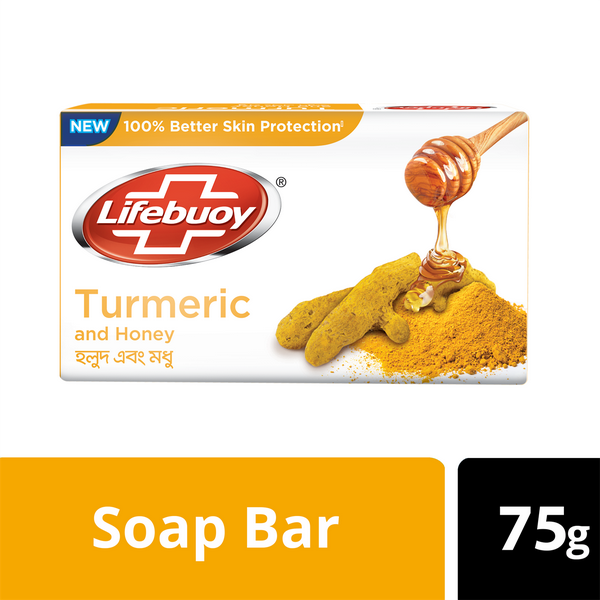 NEW 100% Better Skin Protection◊
Lifebuoy®
Turmeric
and Honey
হলুদ এবং মধু
Soap Bar
75g